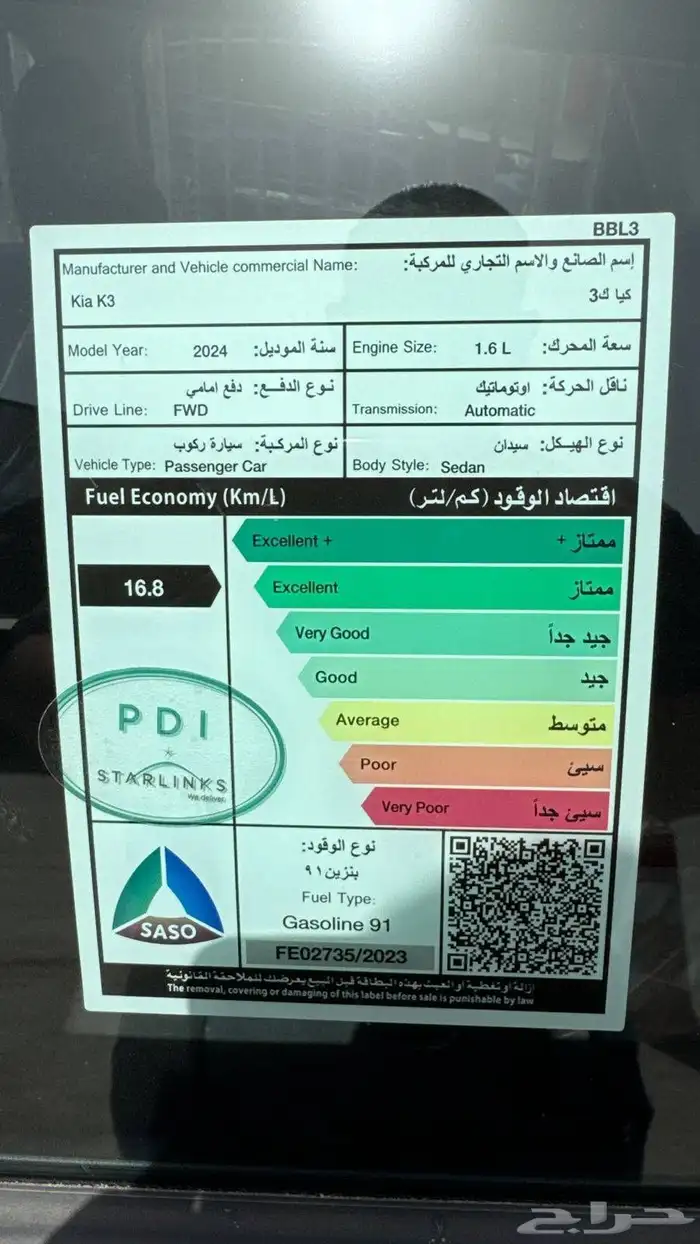 BBL3
Manufacturer and Vehicle commercial Name: إسم الصانع والاسم التجاري للمركبة:
Kia K3 كيا ك3
Model Year: 2024 سنة الموديل: Engine Size: 1.6 L سعة المحرك:
نوع الدفـــع: دفع امامي ناقل الحركة: اوتوماتيك
Drive Line: FWD Transmission: Automatic
نوع المركبة: سيارة ركوب نوع الهيكل: سيدان
Vehicle Type: Passenger Car Body Style: Sedan
Fuel Economy (Km/L) اقتصاد الوقود (كم/لتر)
Excellent + ممتاز +
16.8 Excellent ممتاز
Very Good جيد جداً
Good جيد
Average متوسط
Poor سيئ
Very Poor سيئ جداً
PDI
STARLINKS
We deliver.
نوع الوقود:
بنزين ٩١
Fuel Type:
Gasoline 91
SASO
FE02735/2023
ازالة او تغطية او العبث بهذه البطاقة قبل البيع يعرضك للملاحقة القانونية
The removal, covering or damaging of this label before sale is punishable by law
حراج